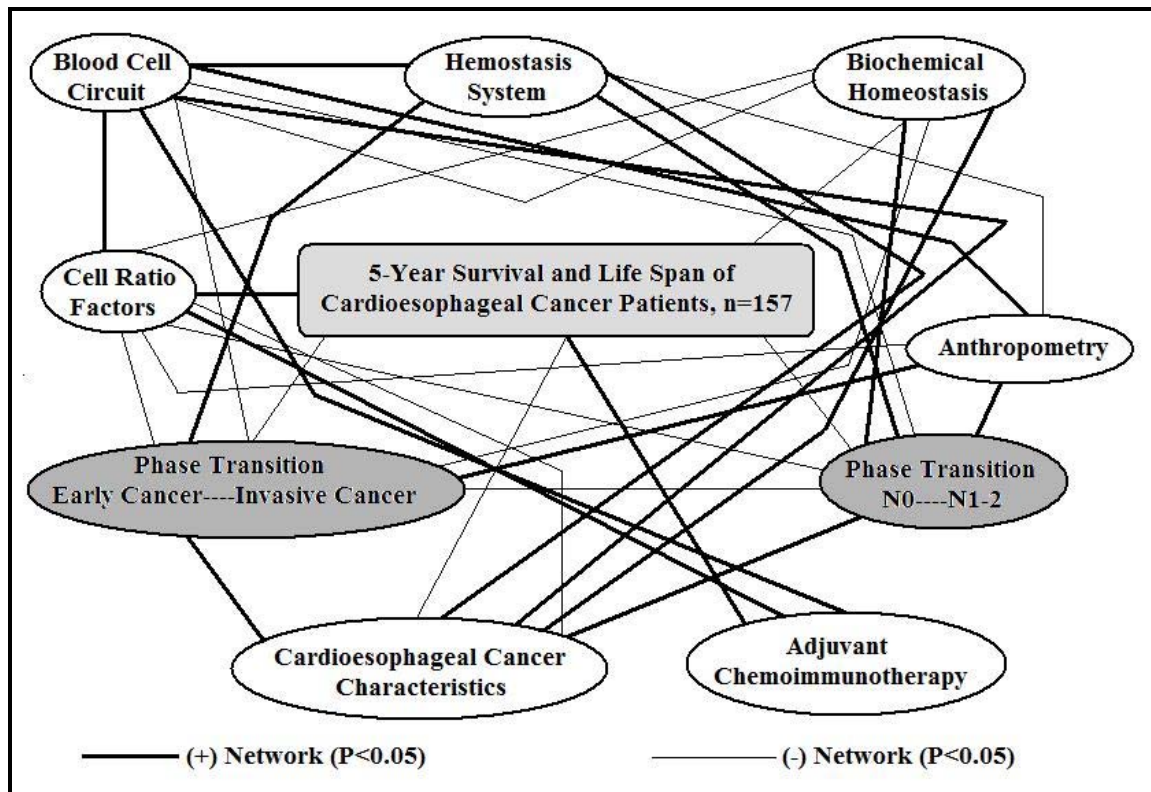 Blood Cell
Circuit
Hemostasis
System
Biochemical
Homeostasis
Cell Ratio
Factors
5-Year Survival and Life Span of
Cardioesophageal Cancer Patients, n=157
Anthropometry
Phase Transition
Early Cancer----Invasive Cancer
Phase Transition
N0----N1-2
Cardioesophageal Cancer
Characteristics
Adjuvant
Chemoimmunotherapy
(+) Network (P<0.05)
(-) Network (P<0.05)